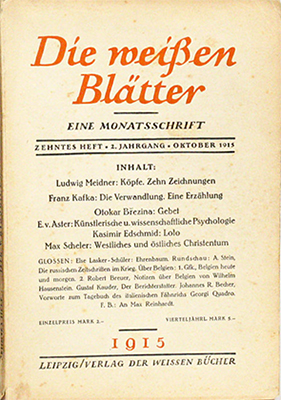 Die weißen
Blätter
EINE MONATSSCHRIFT
ZEHNTES HEFT • 2. JAHRGANG • OKTOBER 1915
INHALT:
Ludwig Meidner: Köpfe. Zehn Zeichnungen
Franz Kafka: Die Verwandlung. Eine Erzählung
Otokar Březina: Gebet
E. v. Aster: Künstlerische u. wissenschaftliche Psychologie
Kasimir Edschmid: Lolo
Max Scheler: Westliches und östliches Christentum
GLOSSEN: Else Lasker-Schüler: Ehrenbaum. Rundschau: A. Stein,
Die russischen Zeitschriften im Krieg. Über Belgien: 1. Gfk., Belgien heute
und morgen. 2. Robert Breuer, Notizen über Belgien von Wilhelm
Hausenstein. Gustaf Kauder, Der Berichterstatter. Johannes R. Becher,
Vorworte zum Tagebuch des italienischen Fähnrichs Georgi Quadro.
F. B.: An Max Reinhardt.
EINZELPREIS MARK 2.— VIERTELJÄHRL. MARK 5.—
1915
LEIPZIG/VERLAG DER WEISSEN BÜCHER